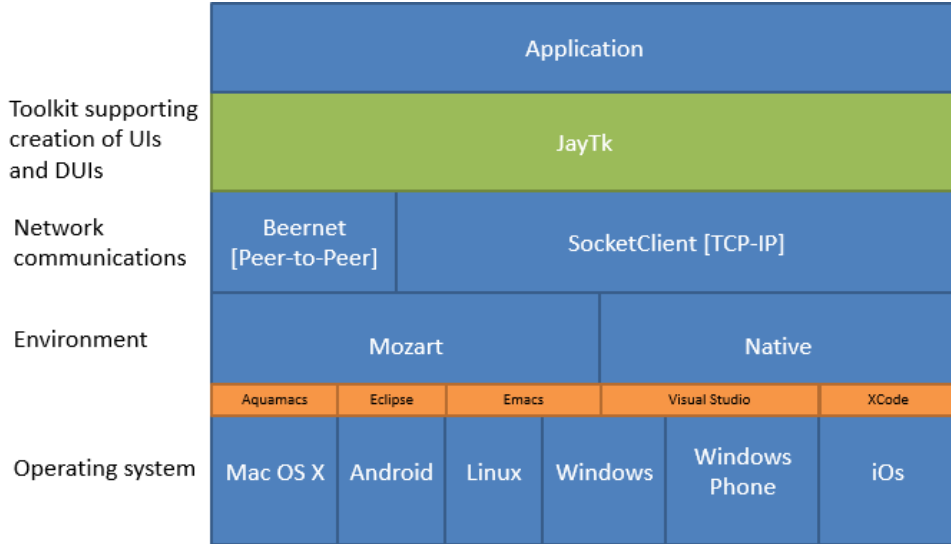 Application
Toolkit supporting
creation of UIs
and DUIs
JayTk
Network
communications
Beernet
[Peer-to-Peer]
SocketClient [TCP-IP]
Environment
Mozart
Native
Aquamacs
Eclipse
Emacs
Visual Studio
XCode
Operating system
Mac OS X
Android
Linux
Windows
Windows
Phone
iOs